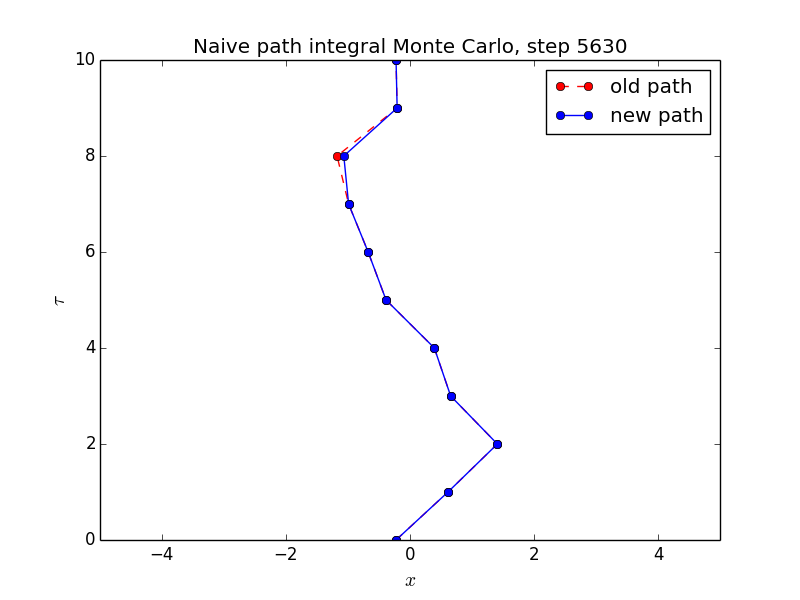 Naive path integral Monte Carlo, step 5630
10
old path
new path
8
6
τ
4
2
0
−4
−2
0
2
4
x